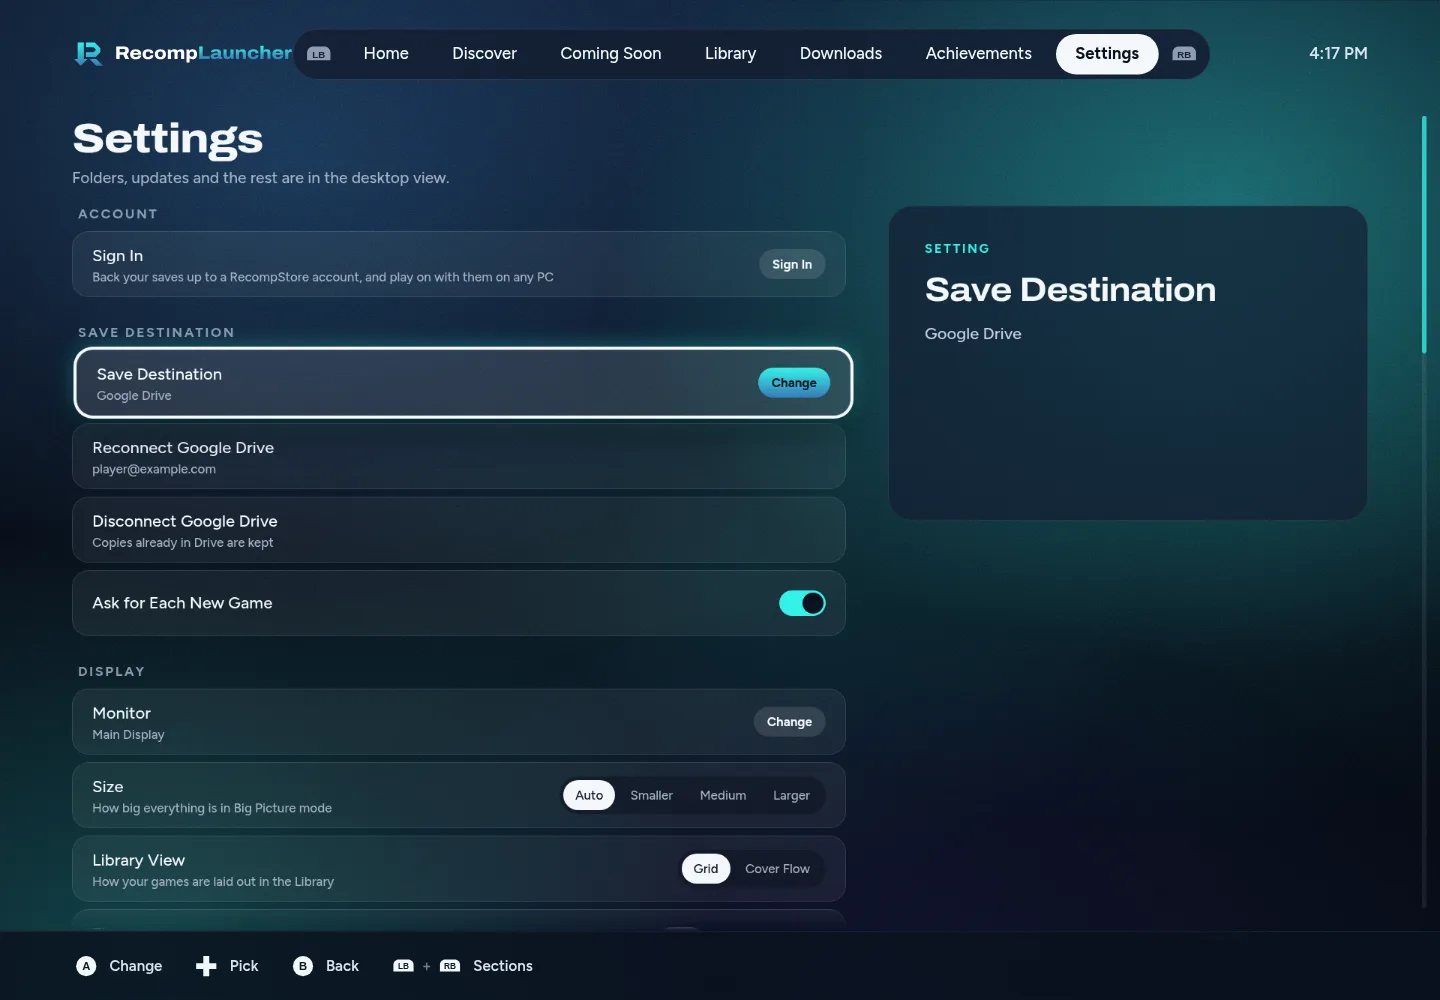 RecompLauncher
LB Home Discover Coming Soon Library Downloads Achievements Settings RB
4:17 PM
Settings
Folders, updates and the rest are in the desktop view.
ACCOUNT
Sign In
Back your saves up to a RecompStore account, and play on with them on any PC
Sign In
SAVE DESTINATION
Save Destination
Google Drive
Change
Reconnect Google Drive
player@example.com
Disconnect Google Drive
Copies already in Drive are kept
Ask for Each New Game
DISPLAY
Monitor
Main Display
Change
Size
How big everything is in Big Picture mode
Auto Smaller Medium Larger
Library View
How your games are laid out in the Library
Grid Cover Flow
SETTING
Save Destination
Google Drive
A Change Pick B Back LB + RB Sections